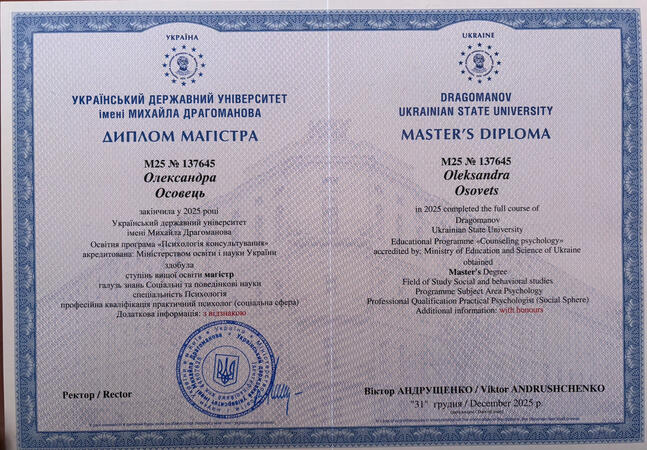 УКРАЇНА
УКРАЇНСЬКИЙ ДЕРЖАВНИЙ УНІВЕРСИТЕТ
імені МИХАЙЛА ДРАГОМАНОВА
ДИПЛОМ МАГІСТРА
М25 № 137645
Олександра
Осовець
закінчила у 2025 році
Український державний університет
імені Михайла Драгоманова
Освітня програма «Психологія консультування»
акредитована: Міністерством освіти і науки України
здобула
ступінь вищої освіти магістр
галузь знань Соціальні та поведінкові науки
спеціальність Психологія
професійна кваліфікація практичний психолог (соціальна сфера)
Додаткова інформація: з відзнакою
Ректор / Rector
UKRAINE
DRAGOMANOV
UKRAINIAN STATE UNIVERSITY
MASTER'S DIPLOMA
M25 № 137645
Oleksandra
Osovets
in 2025 completed the full course of
Dragomanov
Ukrainian State University
Educational Programme «Counseling psychology»
accredited by: Ministry of Education and Science of Ukraine
obtained
Master's Degree
Field of Study Social and behavioral studies
Programme Subject Area Psychology
Professional Qualification Practical Psychologist (Social Sphere)
Additional information: with honours
Віктор АНДРУЩЕНКО / Viktor ANDRUSHCHENKO
"31" грудня / December 2025 р.